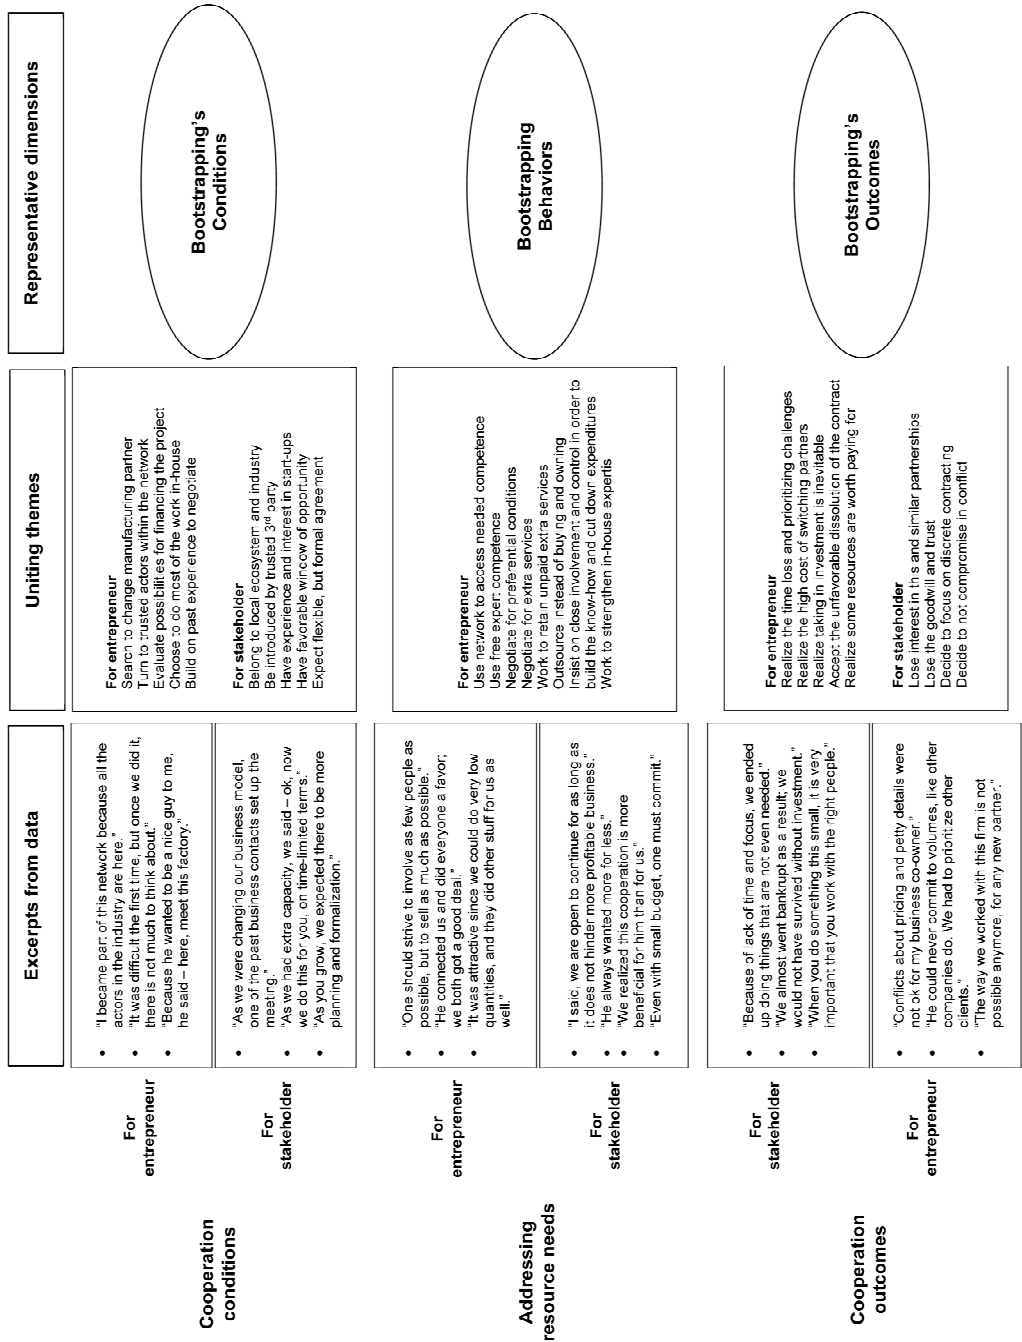 Excerpts from data
Uniting themes
Representative dimensions
Cooperation
conditions
For
entrepreneur
• "I became part of this network because all the
actors in the industry are here."
• "It was difficult the first time, but once we did it,
there is not much to think about."
• "Because he wanted to be a nice guy to me,
he said – here, meet this factory."
For
stakeholder
• "As we were changing our business model,
one of the past business contacts set up the
meeting."
• "As we had extra capacity, we said – ok, now
we do this for you, on time-limited terms."
• "As you grow, we expected there to be more
planning and formalization."
For entrepreneur
Search to change manufacturing partner
Turn to trusted actors within the network
Evaluate possibilities for financing the project
Choose to do most of the work in-house
Build on past experience to negotiate
For stakeholder
Belong to local ecosystem and industry
Be introduced by trusted 3rd party
Have experience and interest in start-ups
Have favorable window of opportunity
Expect flexible, but formal agreement
Bootstrapping's
Conditions
Addressing
resource needs
For
entrepreneur
• "One should strive to involve as few people as
possible, but to sell as much as possible."
• "He connected us and did everyone a favor;
we both got a good deal."
• "It was attractive since we could do very low
quantities, and they did other stuff for us as
well."
For
stakeholder
• "I said, we are open to continue for as long as
it does not hinder more profitable business."
• "He always wanted more for less."
• "We realized this cooperation is more
beneficial for him than for us."
• "Even with small budget, one must commit."
For entrepreneur
Use network to access needed competence
Use free expert competence
Negotiate for preferential conditions
Negotiate for extra services
Work to retain unpaid extra services
Outsource instead of buying and owning
Insist on close involvement and control in order to
build the know-how and cut down expenditures
Work to strengthen in-house expertis
Bootstrapping
Behaviors
Cooperation
outcomes
For
stakeholder
• "Because of lack of time and focus, we ended
up doing things that are not even needed."
• "We almost went bankrupt as a result; we
would not have survived without investment."
• "When you do something this small, it is very
important that you work with the right people."
For
entrepreneur
• "Conflicts about pricing and petty details were
not ok for my business co-owner."
• "He could never commit to volumes, like other
companies do. We had to prioritize other
clients."
• "The way we worked with this firm is not
possible anymore, for any new partner."
For entrepreneur
Realize the time loss and prioritizing challenges
Realize the high cost of switching partners
Realize taking in investment is inevitable
Accept the unfavorable dissolution of the contract
Realize some resources are worth paying for
For stakeholder
Lose interest in this and similar partnerships
Lose the goodwill and trust
Decide to focus on discrete contracting
Decide to not compromise in conflict
Bootstrapping's
Outcomes